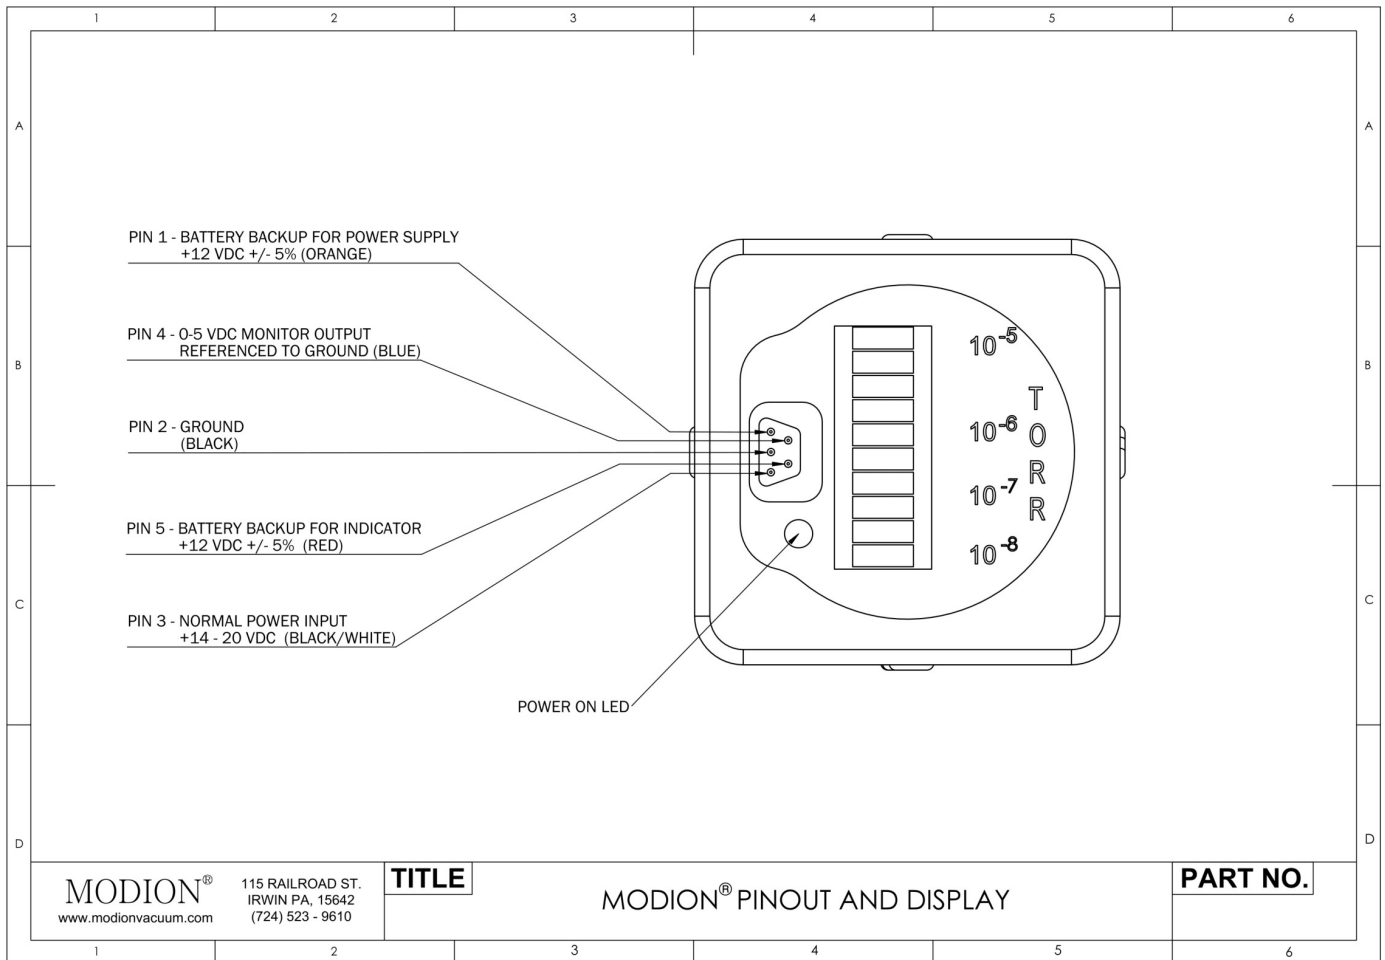 1 2 3 4 5 6
A A
PIN 1 - BATTERY BACKUP FOR POWER SUPPLY
+12 VDC +/- 5% (ORANGE)
PIN 4 - 0-5 VDC MONITOR OUTPUT
REFERENCED TO GROUND (BLUE)
B B
PIN 2 - GROUND
(BLACK)
PIN 5 - BATTERY BACKUP FOR INDICATOR
+12 VDC +/- 5% (RED)
C C
PIN 3 - NORMAL POWER INPUT
+14 - 20 VDC (BLACK/WHITE)
POWER ON LED
10⁻⁵
10⁻⁶
10⁻⁷
10⁻⁸
T
O
R
R
D D
MODION®
www.modionvacuum.com
115 RAILROAD ST.
IRWIN PA, 15642
(724) 523 - 9610
TITLE
MODION® PINOUT AND DISPLAY
PART NO.
1 2 3 4 5 6